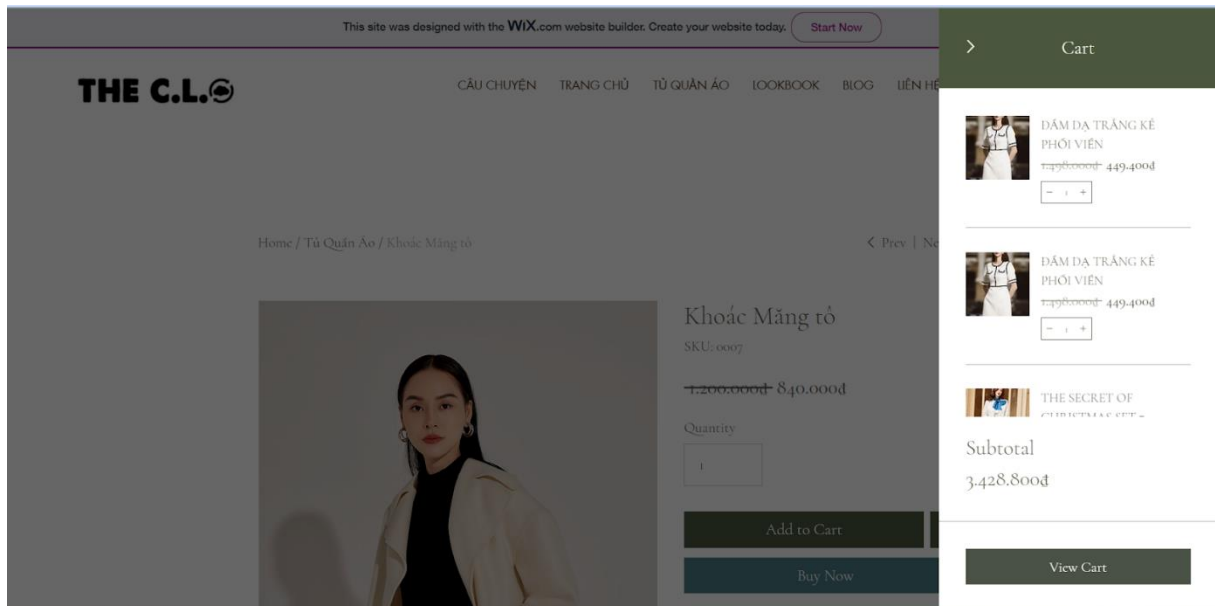 This site was designed with the WiX.com website builder. Create your website today. Start Now
THE C.L.
CÂU CHUYỆN TRANG CHỦ TỦ QUẦN ÁO LOOKBOOK BLOG LIÊN HỆ
Home / Tủ Quần Áo / Khoác Măng tô
Prev | Ne
Khoác Măng tô
SKU: 0007
1.200.000đ 840.000đ
Quantity
1
Add to Cart
Buy Now
Cart
ĐẦM DẠ TRẮNG KẺ
PHỐI VIỀN
1.498.000đ 449.400đ
− 1 +
ĐẦM DẠ TRẮNG KẺ
PHỐI VIỀN
1.498.000đ 449.400đ
− 1 +
THE SECRET OF
CHRISTMAS SET
Subtotal
3.428.800đ
View Cart